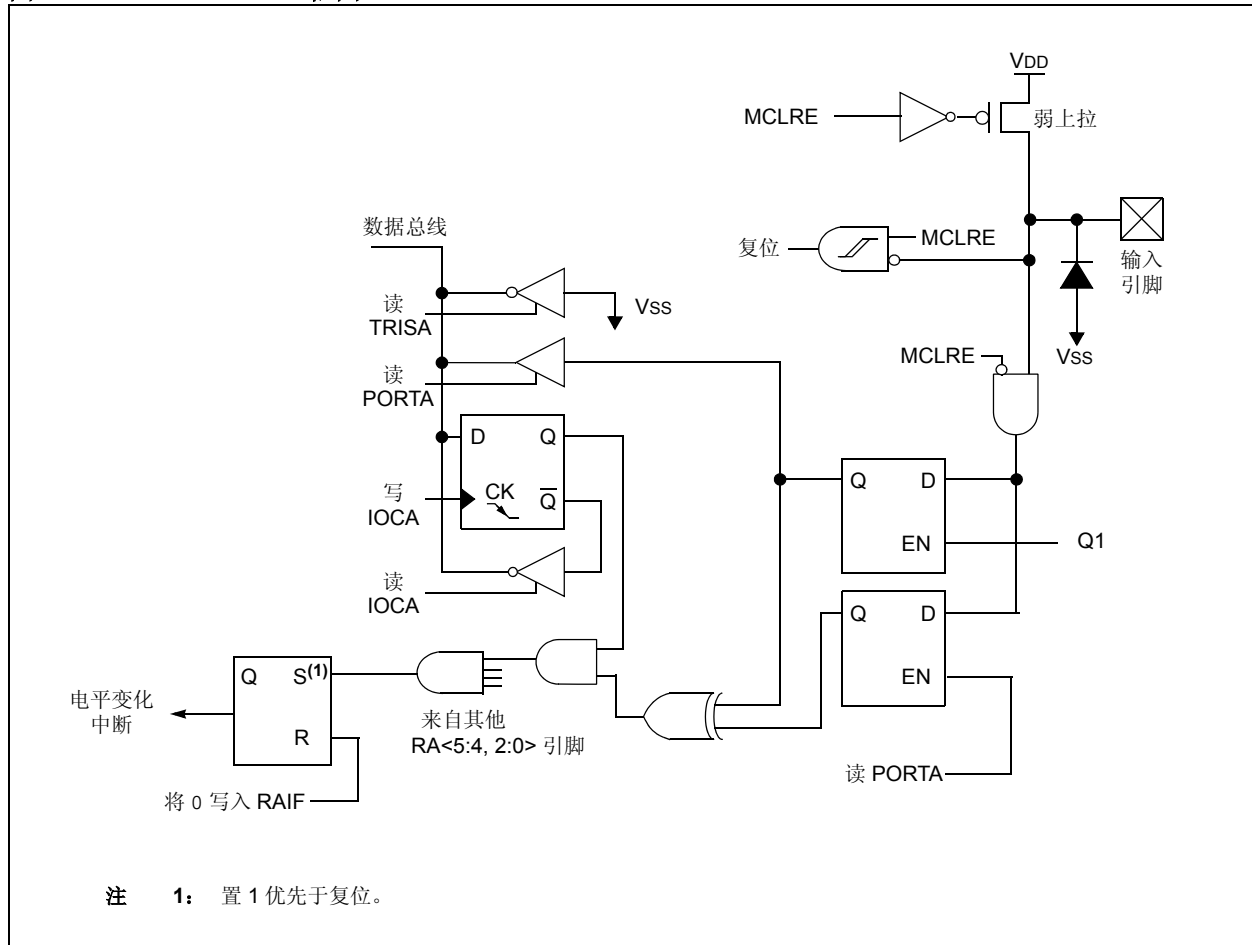 VDD
MCLRE
弱上拉
数据总线
复位
MCLRE
输入
引脚
读
TRISA
VSS
MCLRE
VSS
读
PORTA
D
Q
Q
D
写
IOCA
CK
Q
EN
Q1
读
IOCA
Q
D
Q
S(1)
EN
电平变化
中断
来自其他
RA<5:4, 2:0> 引脚
R
读 PORTA
将 0 写入 RAIF
注 1： 置 1 优先于复位。